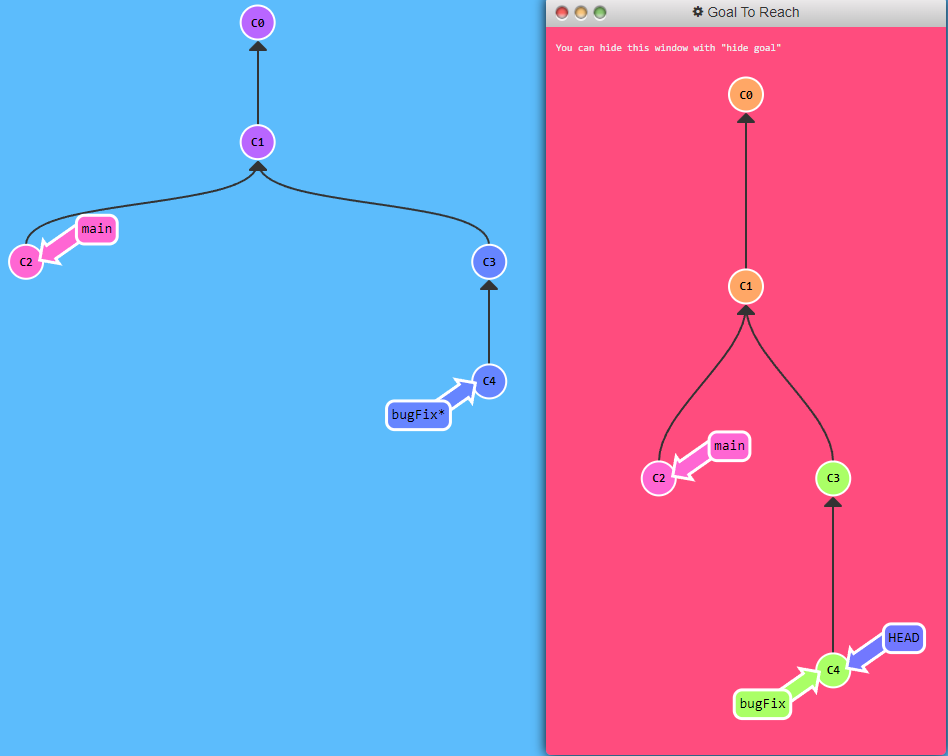 C0
C1
main
C2
C3
C4
bugFix*
Goal To Reach
You can hide this window with "hide goal"
C0
C1
main
C2
C3
HEAD
C4
bugFix